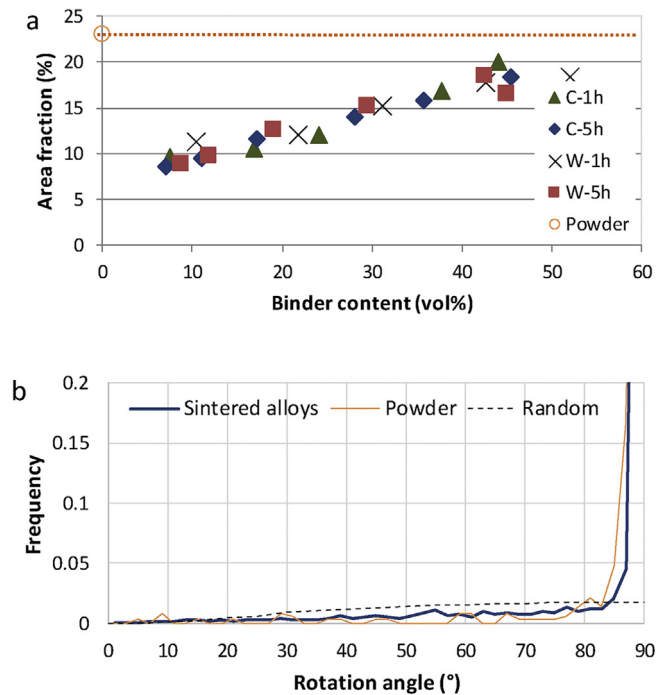 a
25
20
15
10
5
0
Area fraction (%)
0 10 20 30 40 50 60
Binder content (vol%)
C-1h
C-5h
W-1h
W-5h
Powder
b
0.2
0.15
0.1
0.05
0
Frequency
Sintered alloys Powder Random
0 10 20 30 40 50 60 70 80 90
Rotation angle (°)